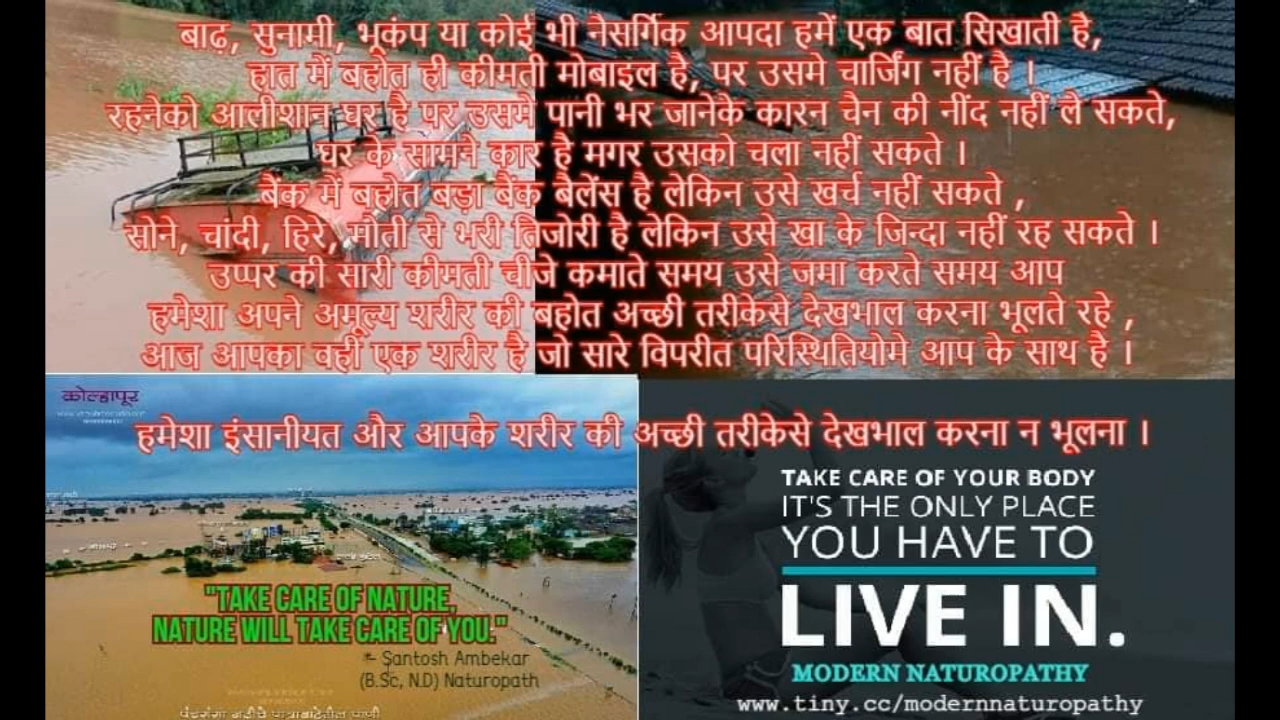 बाढ़, सुनामी, भूकंप या कोई भी नैसर्गिक आपदा हमें एक बात सिखाती है,
हात में बहोत ही कीमती मोबाइल है, पर उसमे चार्जिंग नहीं है ।
रहनेको आलीशान घर है पर उसमे पानी भर जानेके कारन चैन की नींद नहीं लै सकते,
घर के सामने कार है मगर उसको चला नहीं सकते ।
बैंक में बहोत बड़ा बैंक बैलेंस है लेकिन उसे खर्च नहीं सकते ,
सोने, चांदी, हिरे, मोती से भरी तिजोरी है लेकिन उसे खा के जिन्दा नहीं रह सकते ।
उप्पर की सारी कीमती चीजे कमाते समय उसे जमा करते समय आप
हमेशा अपने अमूल्य शरीर की बहोत अच्छी तरीकेसे देखभाल करना भूलते रहे ,
आज आपका वहीं एक शरीर है जो सारे विपरीत परिस्थितियोमे आप के साथ है ।
कोल्हापूर
हमेशा इंसानीयत और आपके शरीर की अच्छी तरीकेसे देखभाल करना न भूलना ।
"TAKE CARE OF NATURE,
NATURE WILL TAKE CARE OF YOU."
*- Santosh Ambekar
(B.Sc, N.D) Naturopath
TAKE CARE OF YOUR BODY
IT'S THE ONLY PLACE
YOU HAVE TO
LIVE IN.
MODERN NATUROPATHY
www.tiny.cc/modernnaturopathy